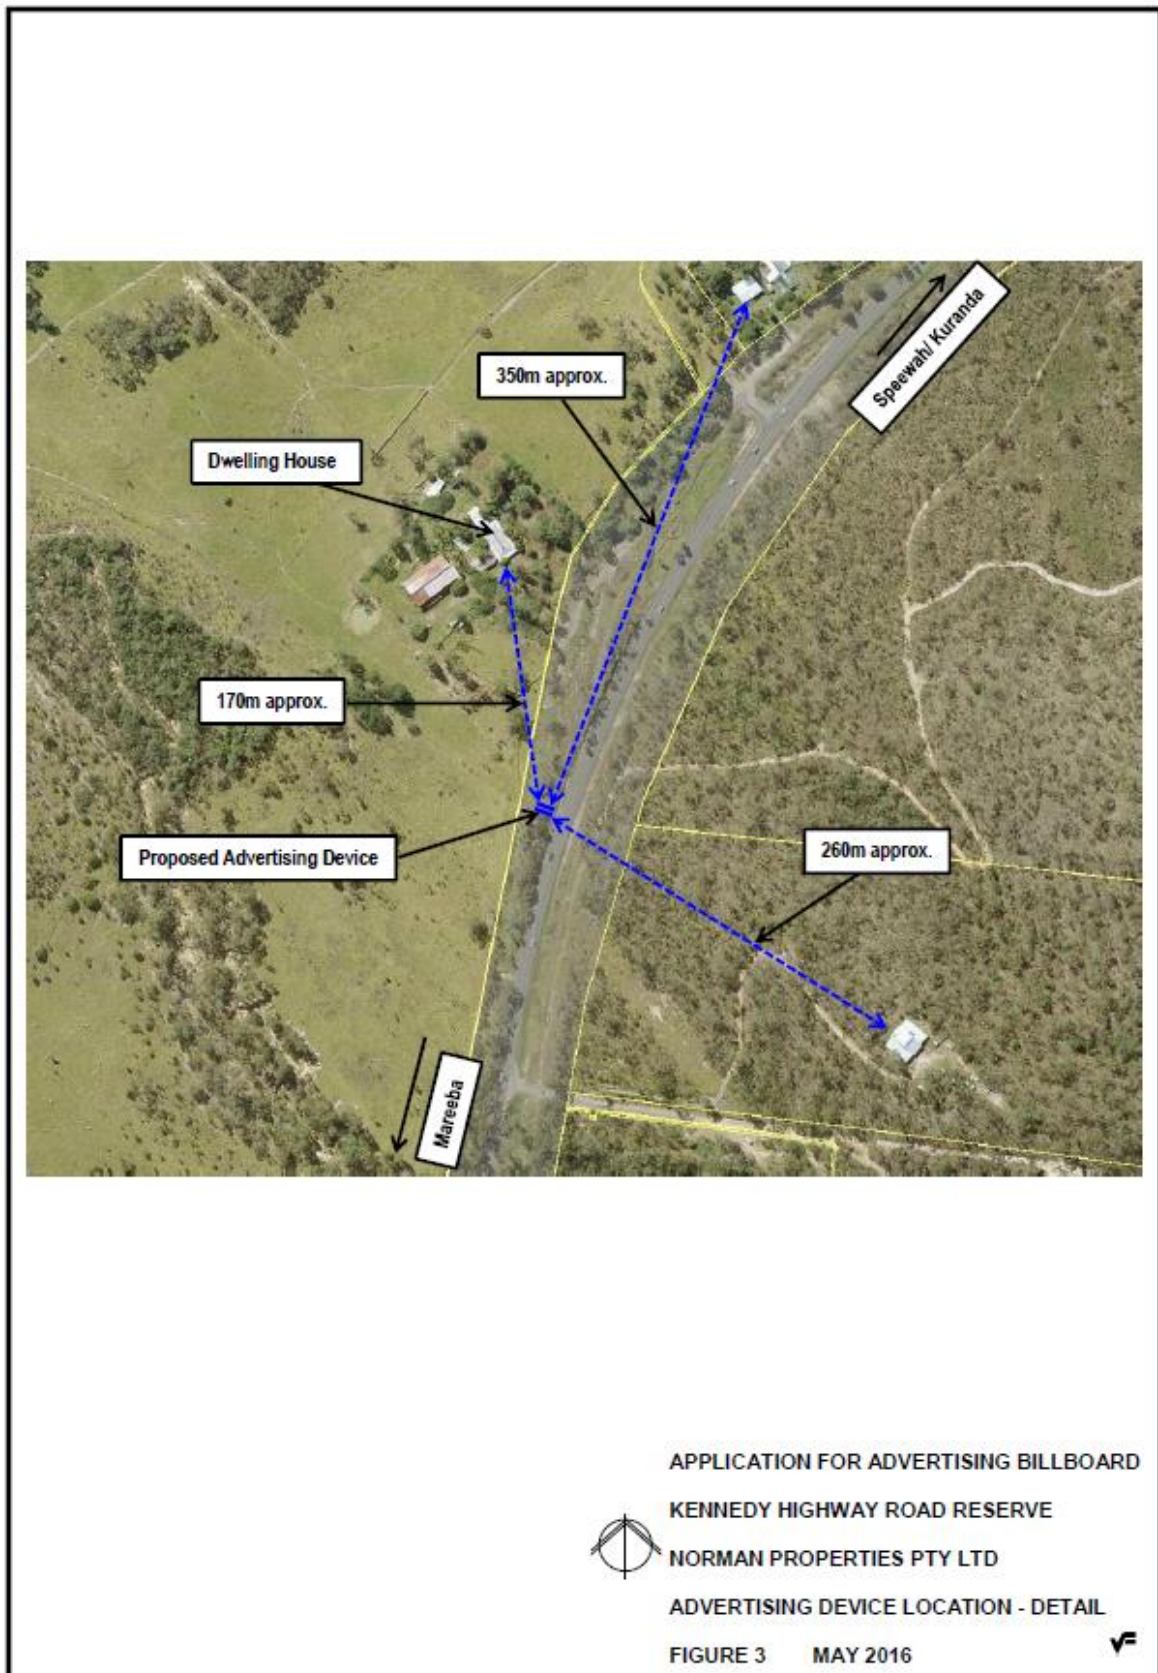 Speewah/ Kuranda
350m approx.
Dwelling House
170m approx.
Proposed Advertising Device
260m approx.
Mareeba
APPLICATION FOR ADVERTISING BILLBOARD
KENNEDY HIGHWAY ROAD RESERVE
NORMAN PROPERTIES PTY LTD
ADVERTISING DEVICE LOCATION - DETAIL
FIGURE 3 MAY 2016